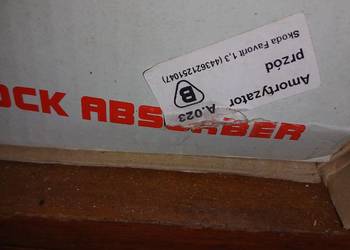 OCK ABSORBER
Amortyzator A.023
przód
Skoda Favorit 1,3 (443621251047)
B